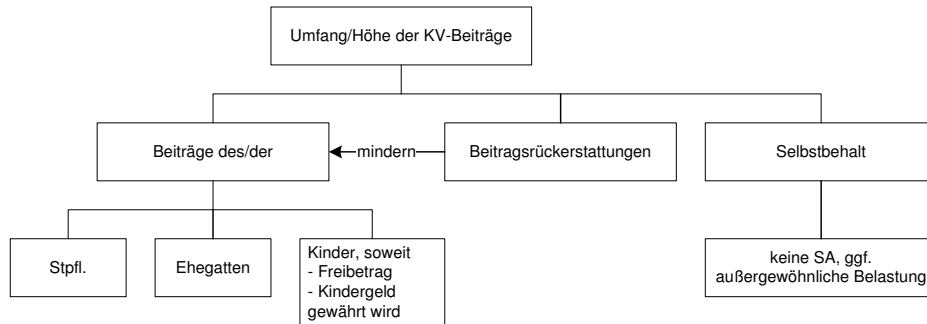 Umfang/Höhe der KV-Beiträge
Beiträge des/der
mindern
Beitragsrückerstattungen
Selbstbehalt
Stpfl.
Ehegatten
Kinder, soweit
- Freibetrag
- Kindergeld
gewährt wird
keine SA, ggf.
außergewöhnliche Belastung